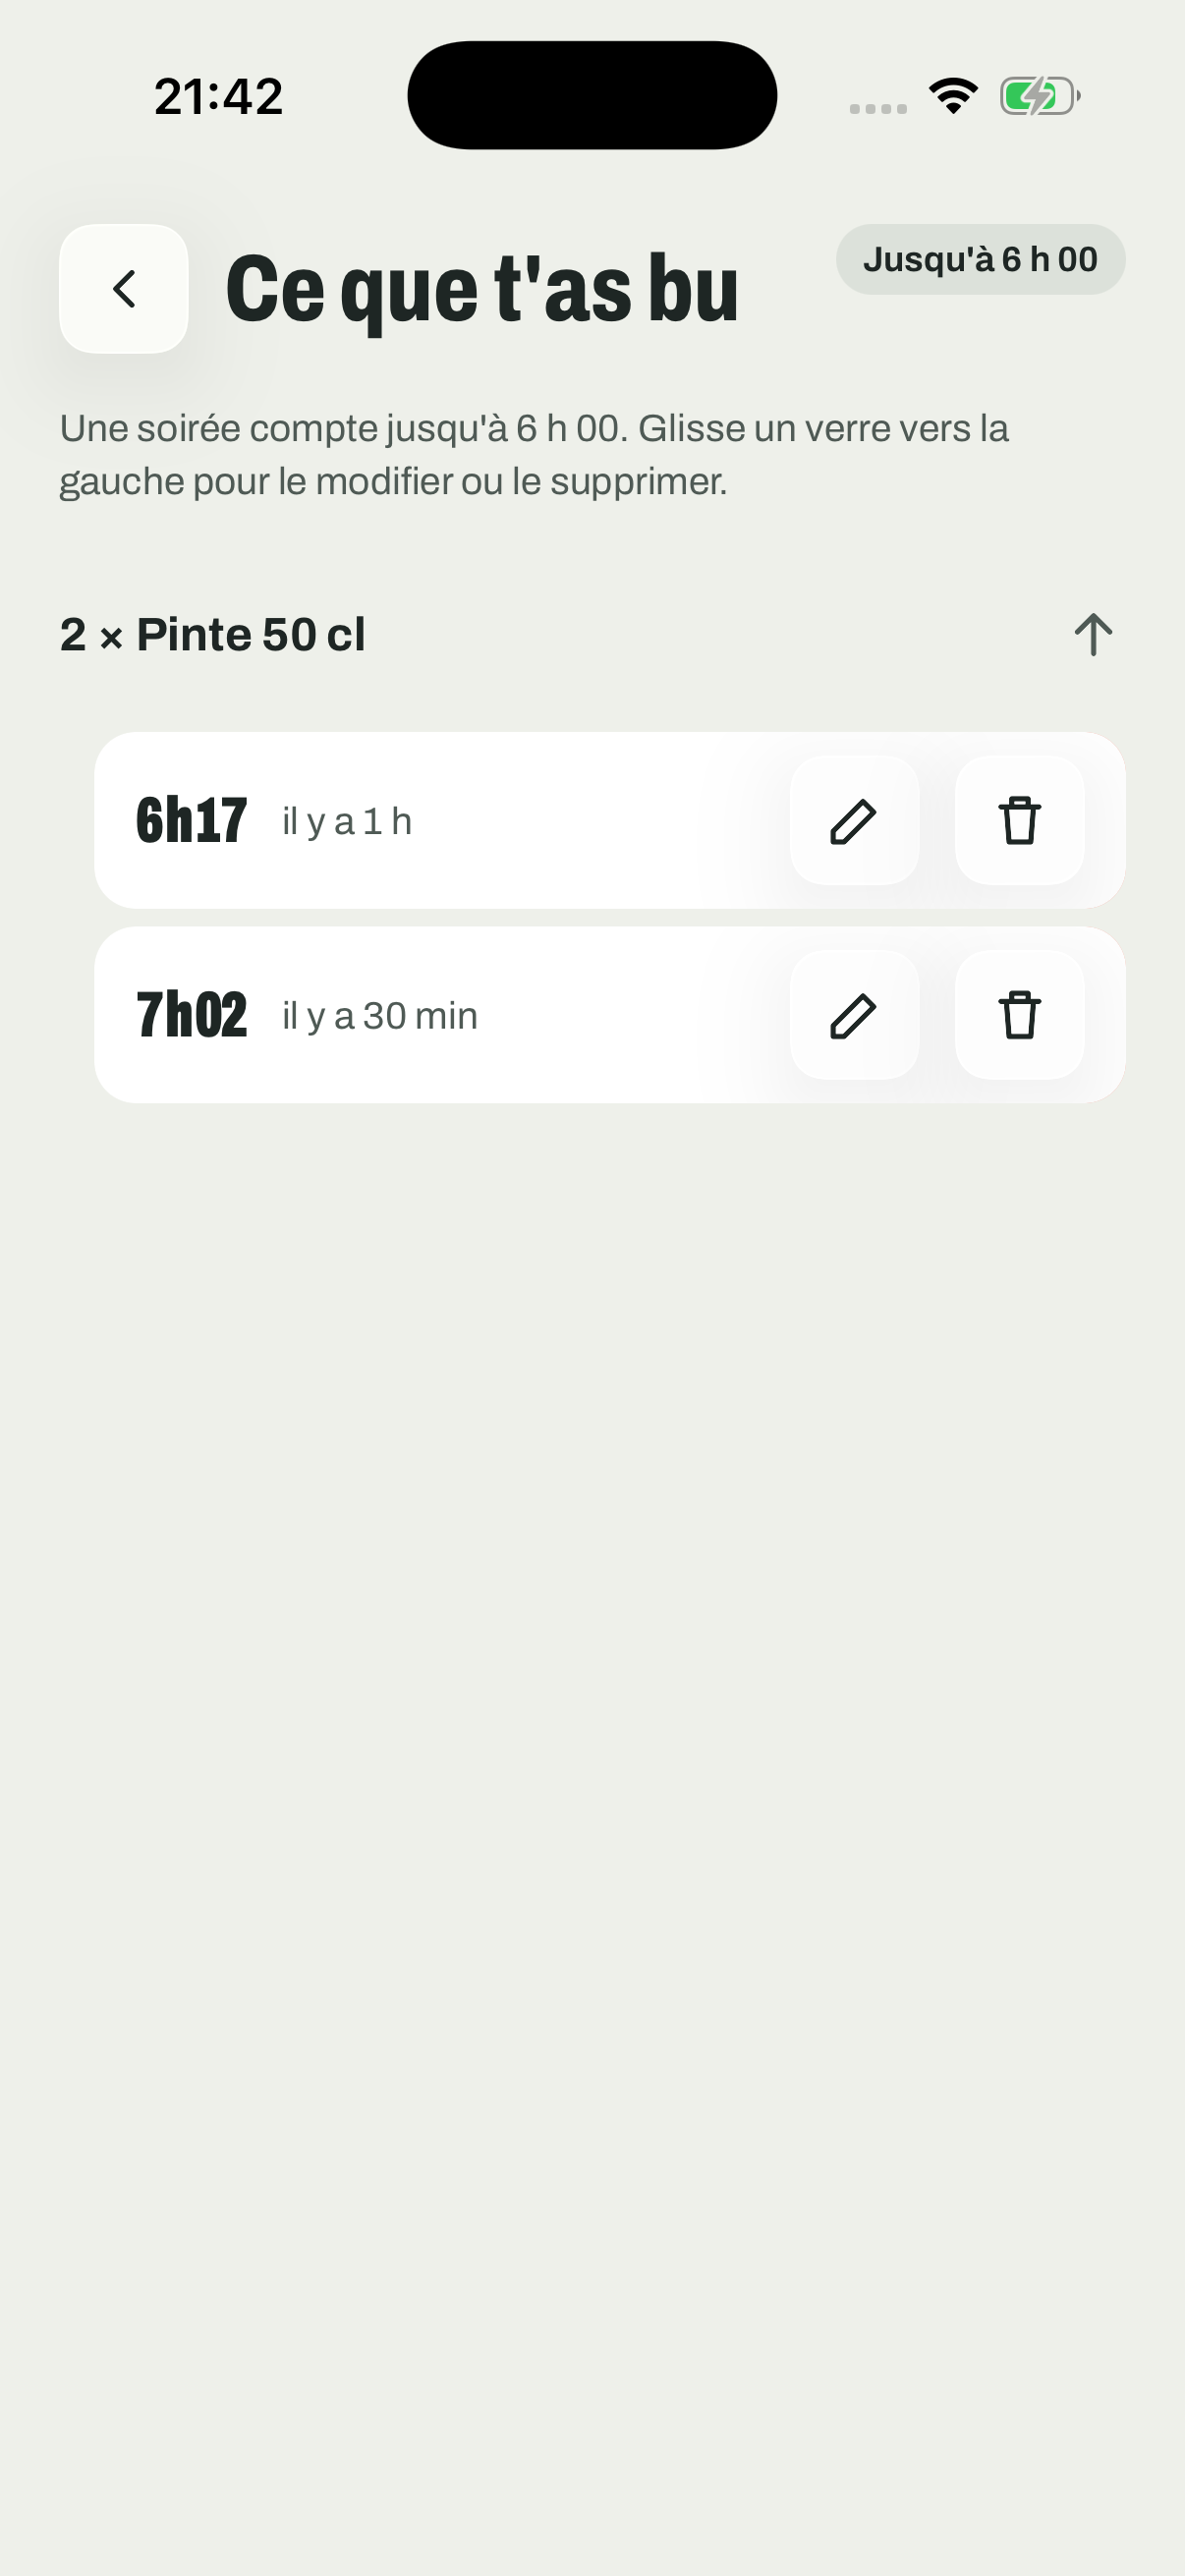 21:42
Ce que t'as bu
Jusqu'à 6 h 00
Une soirée compte jusqu'à 6 h 00. Glisse un verre vers la
gauche pour le modifier ou le supprimer.
2 × Pinte 50 cl
6h17 il y a 1 h
7h02 il y a 30 min